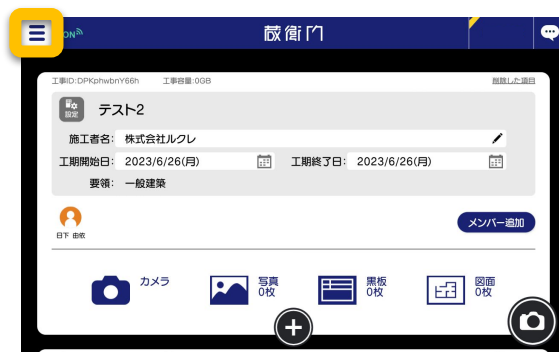 ON
蔵衛門
工事ID:DPKphwbnY66h 工事容量:0GB 削除した項目
設定 テスト2
施工者名: 株式会社ルクレ
工期開始日: 2023/6/26(月) 工期終了日: 2023/6/26(月)
要領: 一般建築
日下 由依
メンバー追加
カメラ
写真
0枚
黒板
0枚
図面
0枚